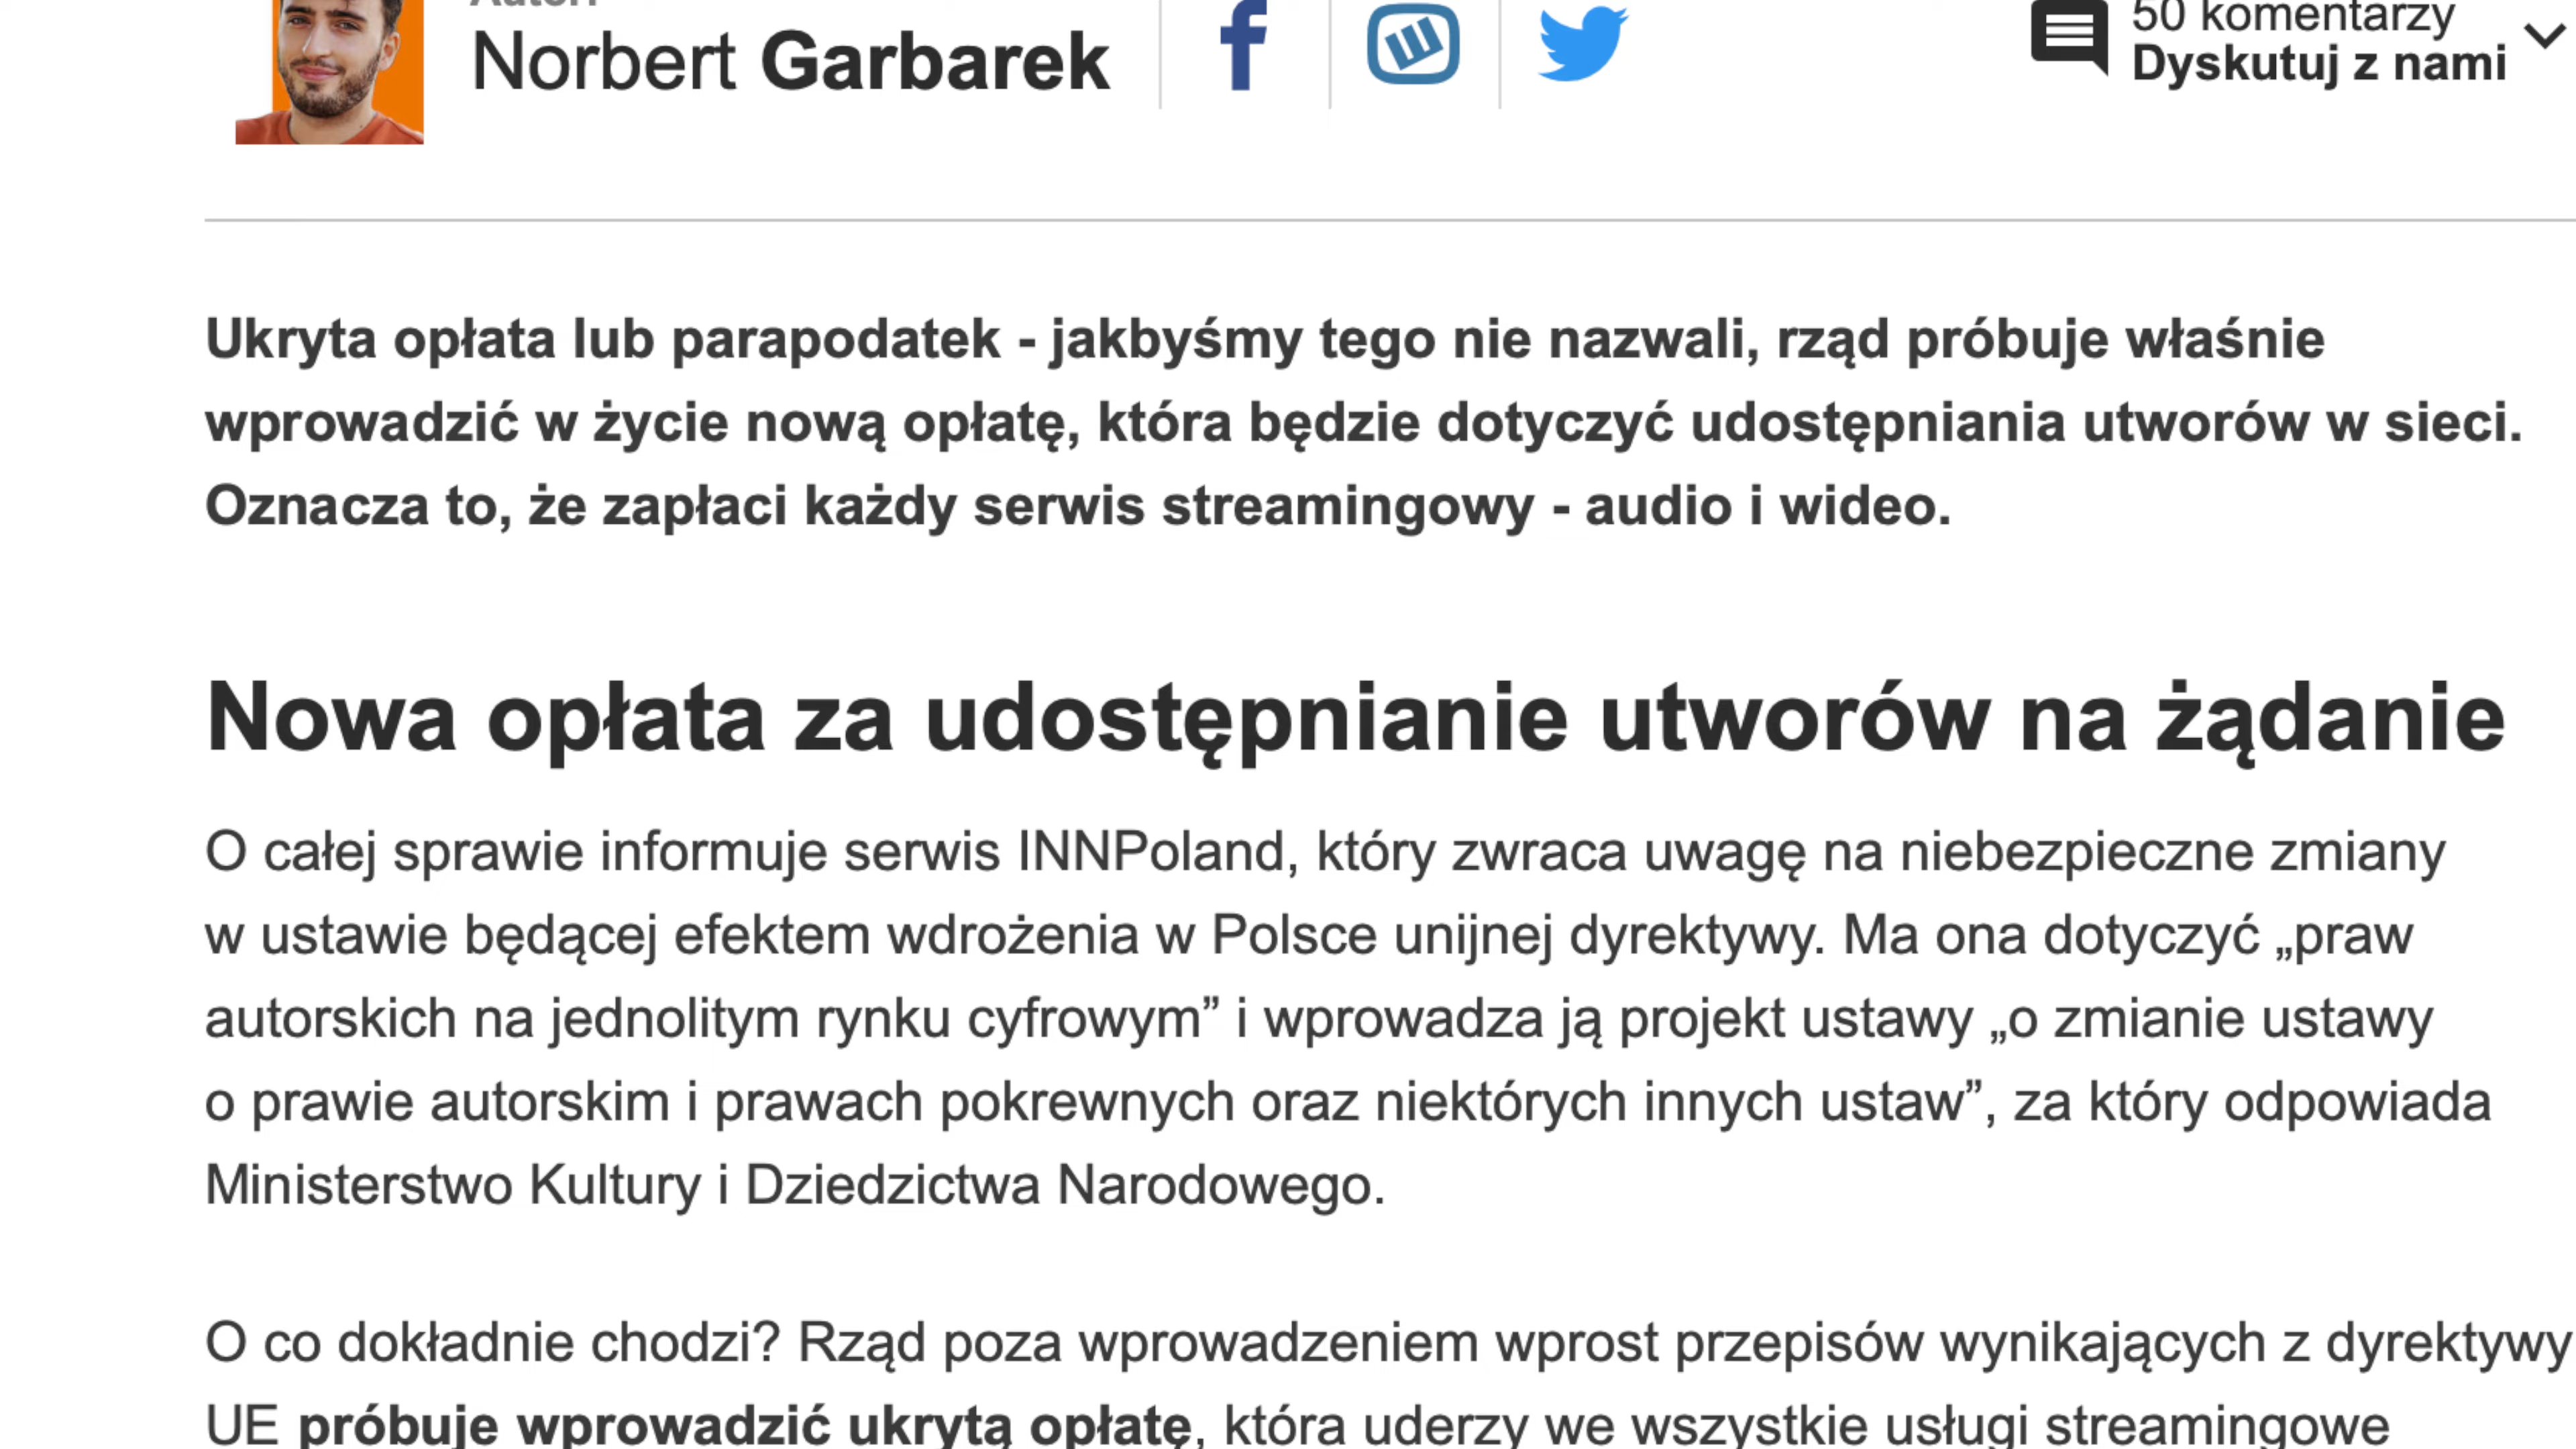 Autor:
Norbert Garbarek
50 komentarzy
Dyskutuj z nami
Ukryta opłata lub parapodatek - jakbyśmy tego nie nazwali, rząd próbuje właśnie
wprowadzić w życie nową opłatę, która będzie dotyczyć udostępniania utworów w sieci.
Oznacza to, że zapłaci każdy serwis streamingowy - audio i wideo.
Nowa opłata za udostępnianie utworów na żądanie
O całej sprawie informuje serwis INNPoland, który zwraca uwagę na niebezpieczne zmiany
w ustawie będącej efektem wdrożenia w Polsce unijnej dyrektywy. Ma ona dotyczyć „praw
autorskich na jednolitym rynku cyfrowym” i wprowadza ją projekt ustawy „o zmianie ustawy
o prawie autorskim i prawach pokrewnych oraz niektórych innych ustaw”, za który odpowiada
Ministerstwo Kultury i Dziedzictwa Narodowego.
O co dokładnie chodzi? Rząd poza wprowadzeniem wprost przepisów wynikających z dyrektywy
UE próbuje wprowadzić ukrytą opłatę, która uderzy we wszystkie usługi streamingowe